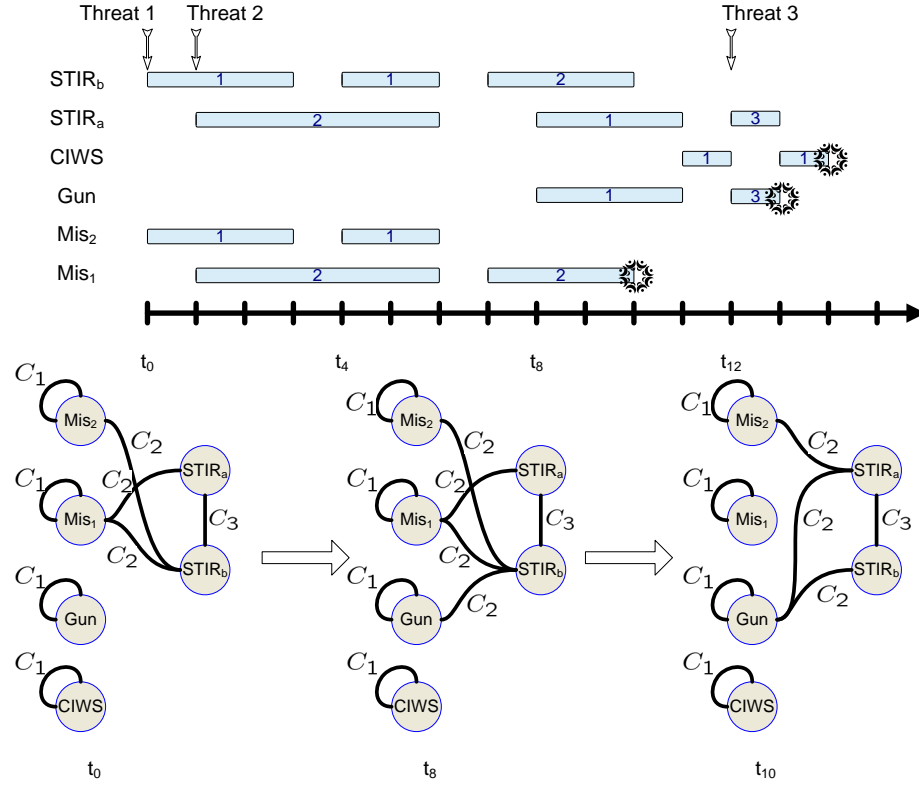 Threat 1 Threat 2 Threat 3
STIRb 1 1 2
STIRa 2 1 3
CIWS 1 1
Gun 1 3
Mis2 1 1
Mis1 2 2
t0 t4 t8 t12
C1 Mis2 C2 STIRa
C1 Mis1 C2 C3
C2 STIRb
C1 Gun
C1 CIWS
t0
C1 Mis2 C2 STIRa
C1 Mis1 C2 C3
C2 STIRb
C1 Gun C2
C1 CIWS
t8
C1 Mis2 C2 STIRa
C1 Mis1 C2 C3
STIRb
C1 Gun C2
C1 CIWS
t10